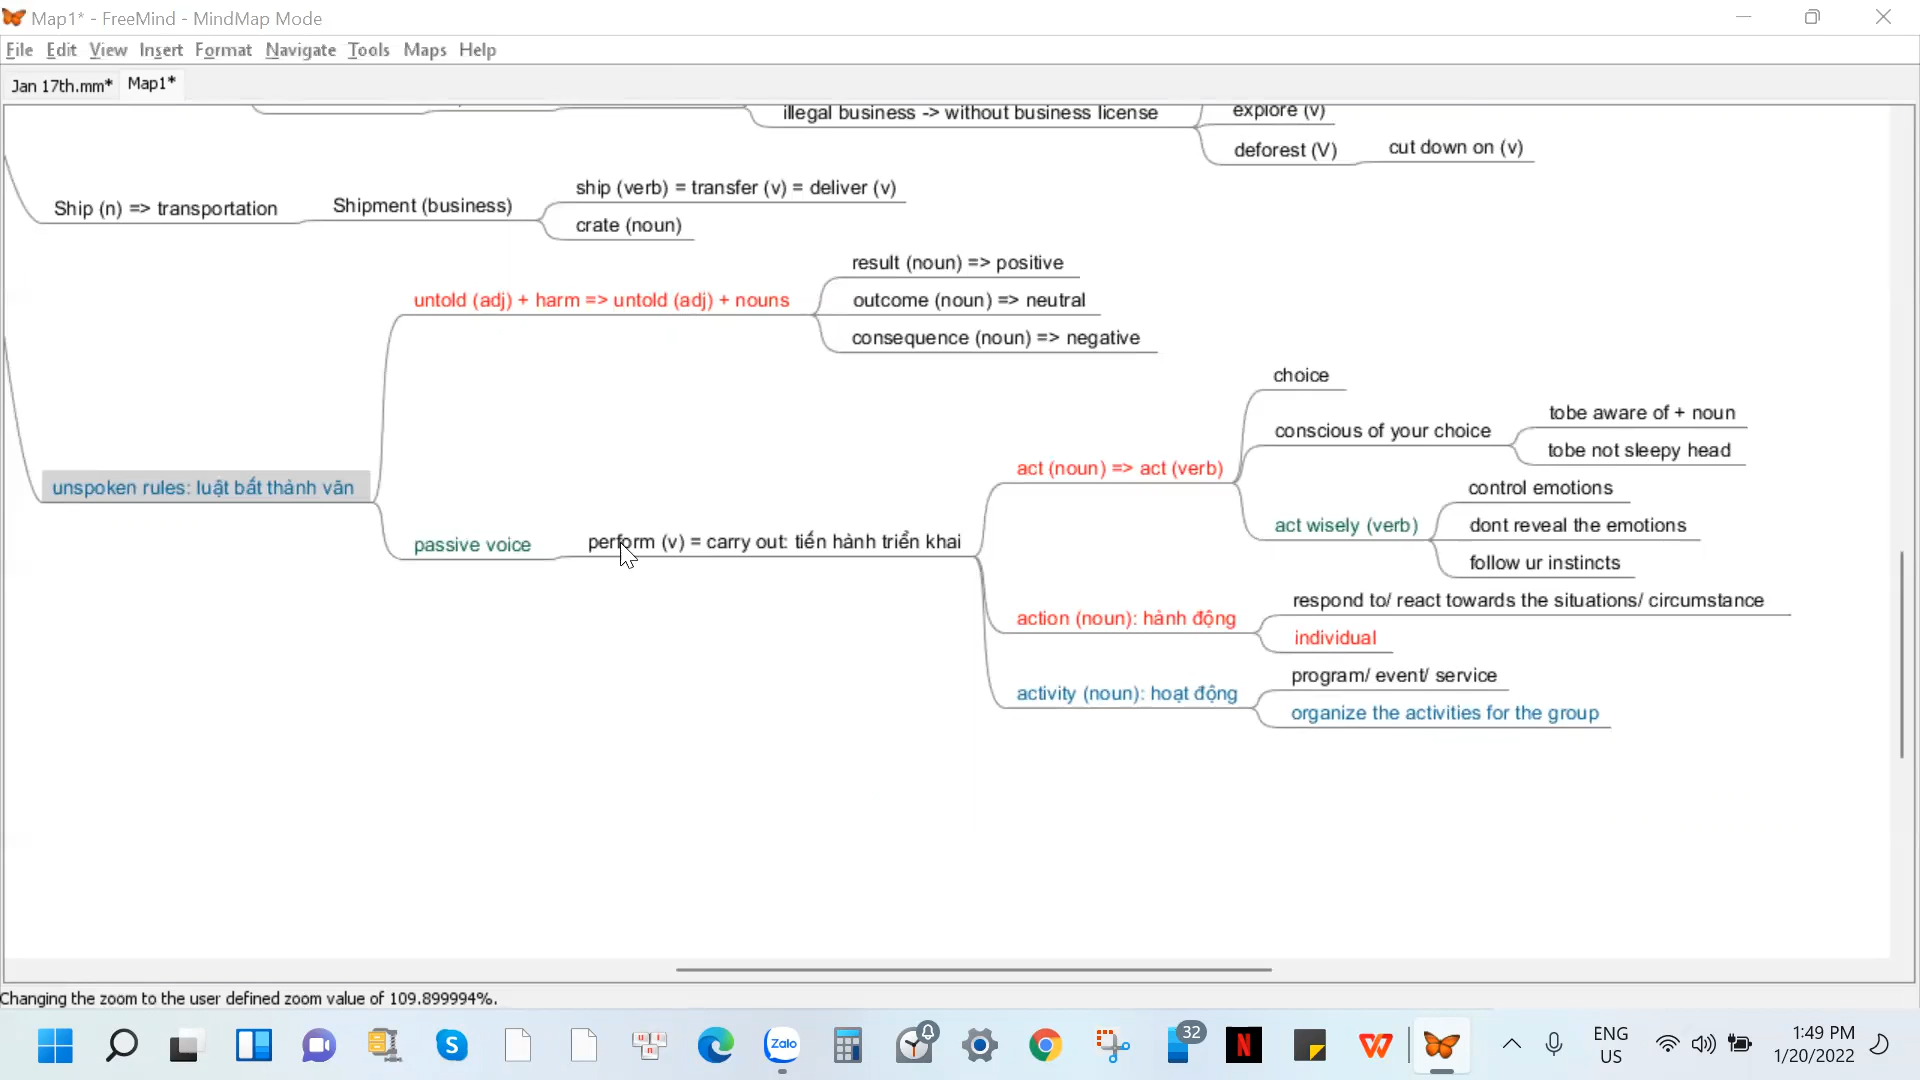 Map1* - FreeMind - MindMap Mode
File Edit View Insert Format Navigate Tools Maps Help
Jan 17th.mm* Map1*
illegal business -> without business license
explore (v)
deforest (V)
cut down on (v)
Ship (n) => transportation
Shipment (business)
ship (verb) = transfer (v) = deliver (v)
crate (noun)
untold (adj) + harm => untold (adj) + nouns
result (noun) => positive
outcome (noun) => neutral
consequence (noun) => negative
unspoken rules: luật bất thành văn
passive voice
perform (v) = carry out: tiến hành triển khai
act (noun) => act (verb)
choice
conscious of your choice
tobe aware of + noun
tobe not sleepy head
act wisely (verb)
control emotions
dont reveal the emotions
follow ur instincts
action (noun): hành động
respond to/ react towards the situations/ circumstance
individual
activity (noun): hoạt động
program/ event/ service
organize the activities for the group
Changing the zoom to the user defined zoom value of 109.899994%.
Zalo
32
ENG
US
1:49 PM
1/20/2022